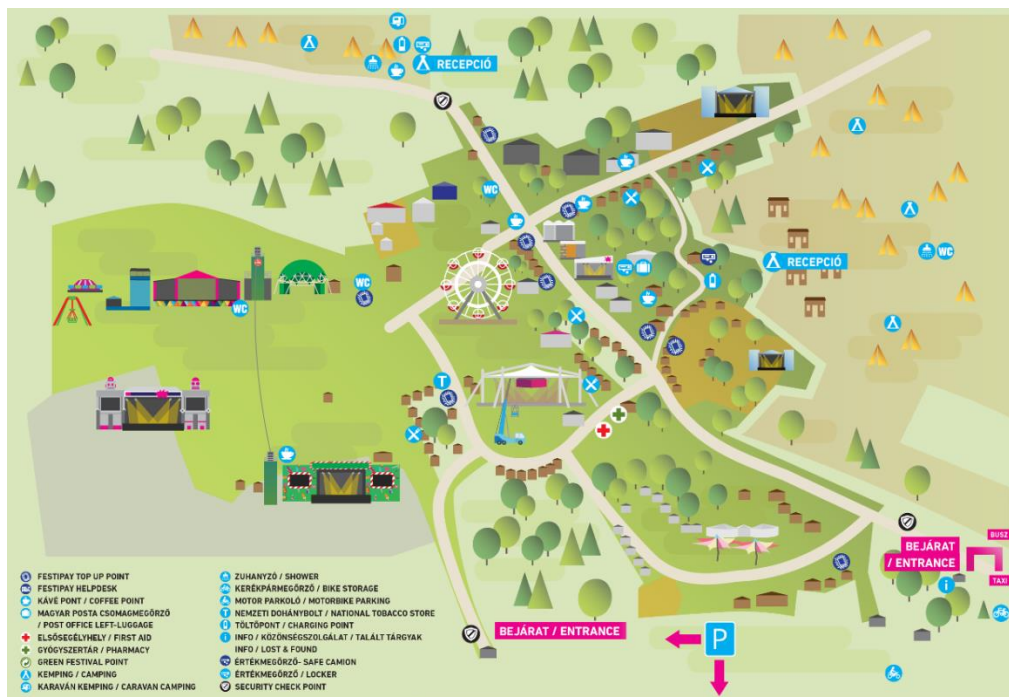 RECEPCIÓ
WC
RECEPCIÓ
WC
WC
WC
T
BEJÁRAT
/ ENTRANCE
BUSZ
TAXI
i
BEJÁRAT / ENTRANCE
P
FESTIPAY TOP UP POINT
FESTIPAY HELPDESK
KÁVÉ PONT / COFFEE POINT
MAGYAR POSTA CSOMAGMEGŐRZŐ
/ POST OFFICE LEFT-LUGGAGE
ELSŐSEGÉLYHELY / FIRST AID
GYÓGYSZERTÁR / PHARMACY
GREEN FESTIVAL POINT
KEMPING / CAMPING
KARAVÁN KEMPING / CARAVAN CAMPING
ZUHANYZÓ / SHOWER
KERÉKPÁRMEGŐRZŐ / BIKE STORAGE
MOTOR PARKOLÓ / MOTORBIKE PARKING
T NEMZETI DOHÁNYBOLT / NATIONAL TOBACCO STORE
TÖLTŐPONT / CHARGING POINT
i INFO / KÖZÖNSÉGSZOLGÁLAT / TALÁLT TÁRGYAK
INFO / LOST & FOUND
ÉRTÉKMEGŐRZŐ- SAFE CAMION
ÉRTÉKMEGŐRZŐ / LOCKER
SECURITY CHECK POINT